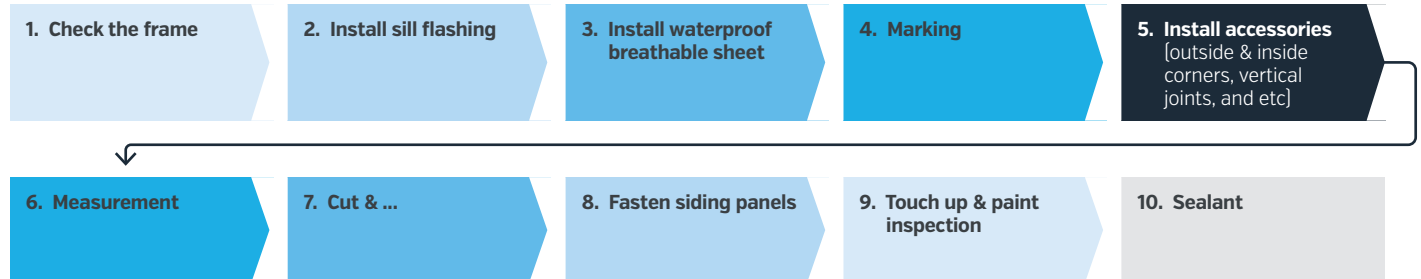 1. Check the frame
2. Install sill flashing
3. Install waterproof
breathable sheet
4. Marking
5. Install accessories
(outside & inside
corners, vertical
joints, and etc)
6. Measurement
7. Cut & ...
8. Fasten siding panels
9. Touch up & paint
inspection
10. Sealant